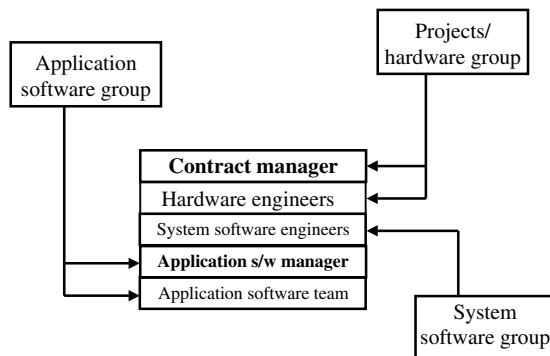 Projects/
hardware group
Application
software group
Contract manager
Hardware engineers
System software engineers
Application s/w manager
Application software team
System
software group